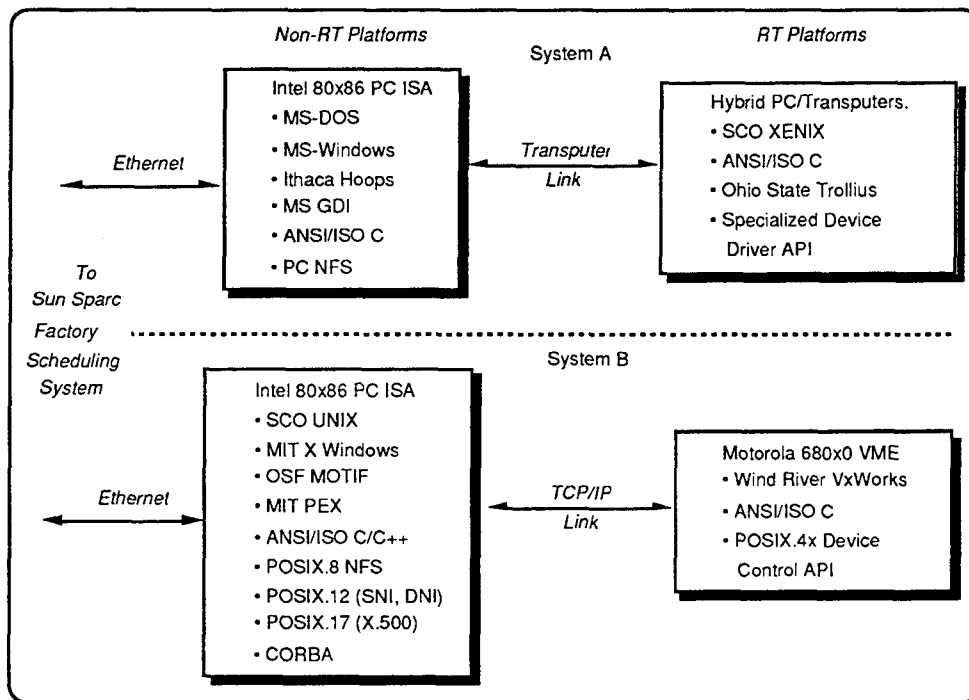 Non-RT Platforms
RT Platforms
System A
Intel 80x86 PC ISA
• MS-DOS
• MS-Windows
• Ithaca Hoops
• MS GDI
• ANSI/ISO C
• PC NFS
Ethernet
Transputer
Link
Hybrid PC/Transputers.
• SCO XENIX
• ANSI/ISO C
• Ohio State Trollius
• Specialized Device
Driver API
To
Sun Sparc
Factory
Scheduling
System
System B
Intel 80x86 PC ISA
• SCO UNIX
• MIT X Windows
• OSF MOTIF
• MIT PEX
• ANSI/ISO C/C++
• POSIX.8 NFS
• POSIX.12 (SNI, DNI)
• POSIX.17 (X.500)
• CORBA
Ethernet
TCP/IP
Link
Motorola 680x0 VME
• Wind River VxWorks
• ANSI/ISO C
• POSIX.4x Device
Control API